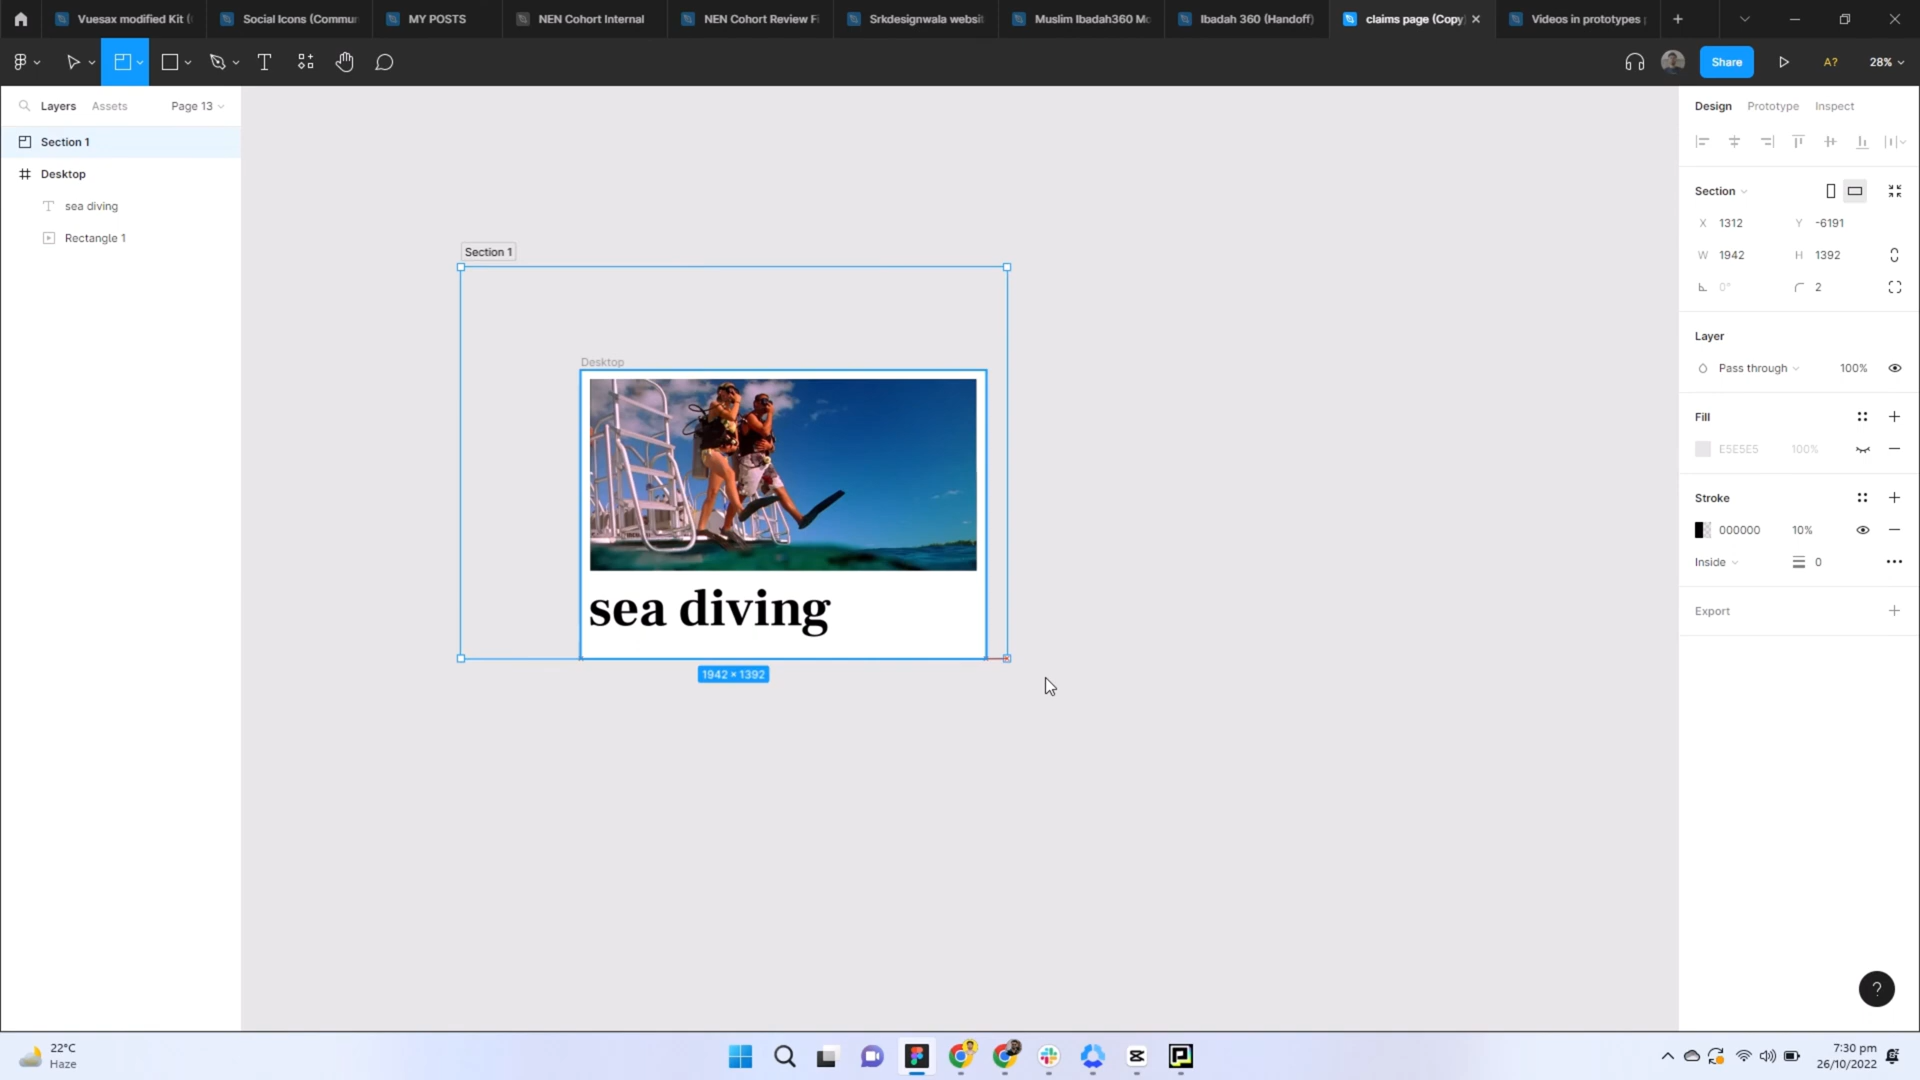 Vuesax modified Kit (
Social Icons (Commun
MY POSTS
NEN Cohort Internal
NEN Cohort Review Fi
Srkdesignwala websit
Muslim Ibadah360 Mo
Ibadah 360 (Handoff)
claims page (Copy)
Videos in prototypes
Share
A?
28%
Layers
Assets
Page 13
Section 1
Desktop
sea diving
Rectangle 1
Section 1
Desktop
sea diving
1942 × 1392
Design
Prototype
Inspect
Section
X 1312
Y -6191
W 1942
H 1392
0°
2
Layer
Pass through
100%
Fill
E5E5E5
100%
Stroke
000000
10%
Inside
0
Export
?
22°C
Haze
7:30 pm
26/10/2022